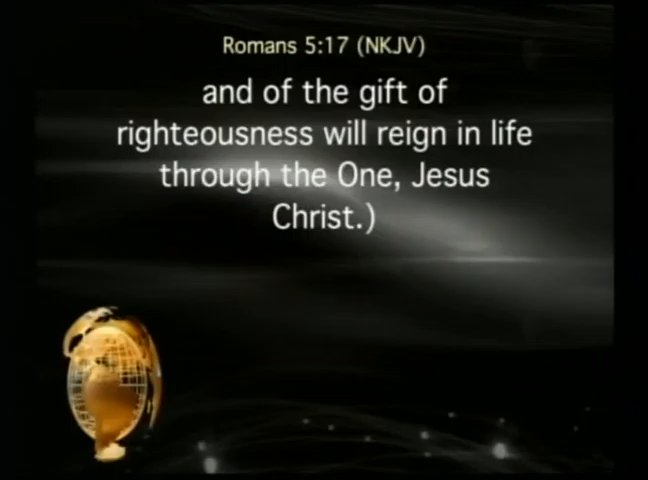 Romans 5:17 (NKJV)
and of the gift of
righteousness will reign in life
through the One, Jesus
Christ.)